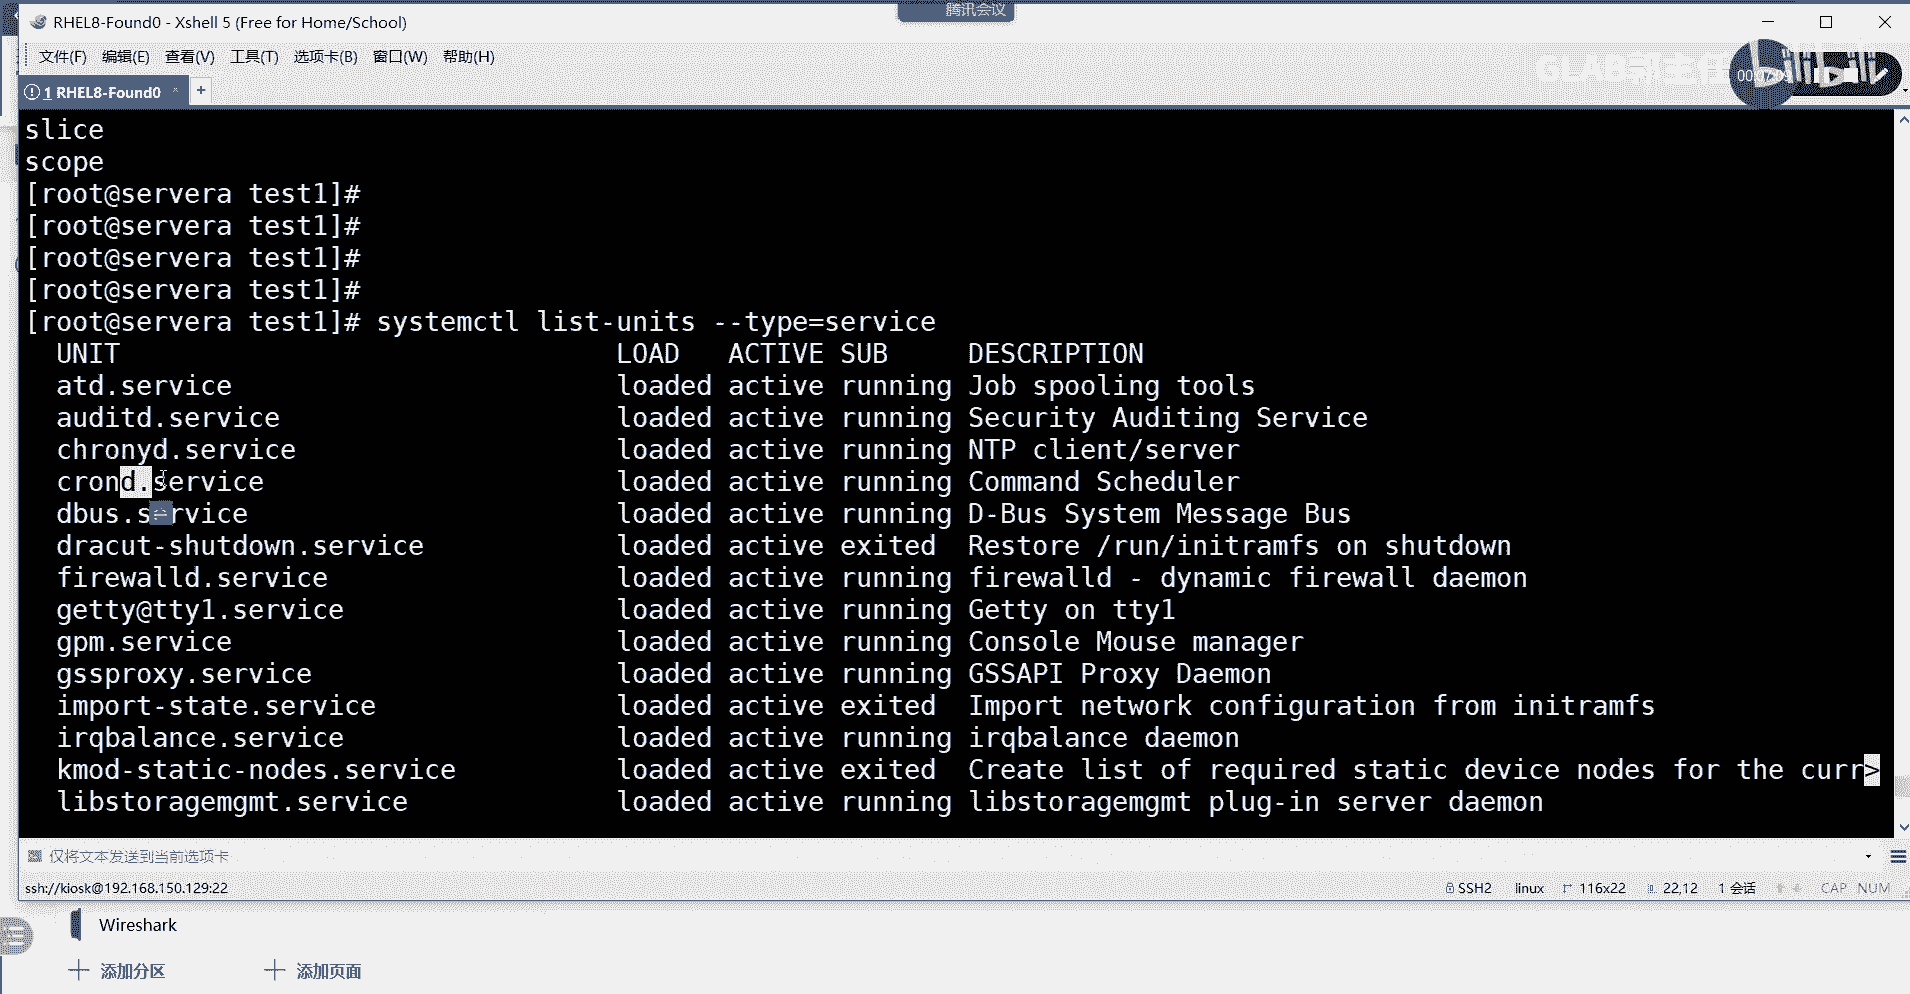 腾讯会议
RHEL8-Found0 - Xshell 5 (Free for Home/School)
文件(F) 编辑(E) 查看(V) 工具(T) 选项卡(B) 窗口(W) 帮助(H)
00:07:09
bilibili
1 RHEL8-Found0 +
slice
scope
[root@servera test1]#
[root@servera test1]#
[root@servera test1]#
[root@servera test1]#
[root@servera test1]# systemctl list-units --type=service
UNIT LOAD ACTIVE SUB DESCRIPTION
atd.service loaded active running Job spooling tools
auditd.service loaded active running Security Auditing Service
chronyd.service loaded active running NTP client/server
crond.service loaded active running Command Scheduler
dbus.service loaded active running D-Bus System Message Bus
dracut-shutdown.service loaded active exited Restore /run/initramfs on shutdown
firewalld.service loaded active running firewalld - dynamic firewall daemon
getty@tty1.service loaded active running Getty on tty1
gpm.service loaded active running Console Mouse manager
gssproxy.service loaded active running GSSAPI Proxy Daemon
import-state.service loaded active exited Import network configuration from initramfs
irqbalance.service loaded active running irqbalance daemon
kmod-static-nodes.service loaded active exited Create list of required static device nodes for the curr>
libstoragemgmt.service loaded active running libstoragemgmt plug-in server daemon
仅将文本发送到当前选项卡
ssh://kiosk@192.168.150.129:22 SSH2 linux 116x22 22,12 1 会话 CAP NUM
Wireshark
添加分区 添加页面